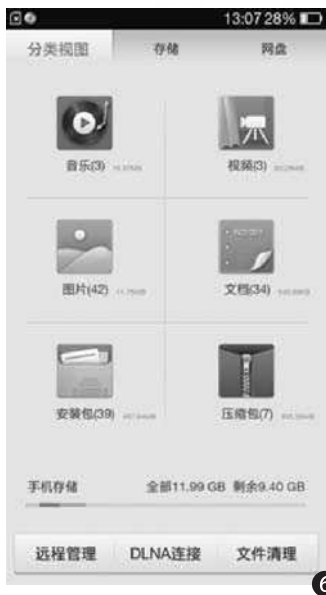 13:07 28%
分类视图 存储 网盘
音乐(3) 视频(3)
图片(42) 文档(34)
安装包(39) 压缩包(7)
手机存储 全部11.99 GB 剩余9.40 GB
远程管理 DLNA连接 文件清理
6